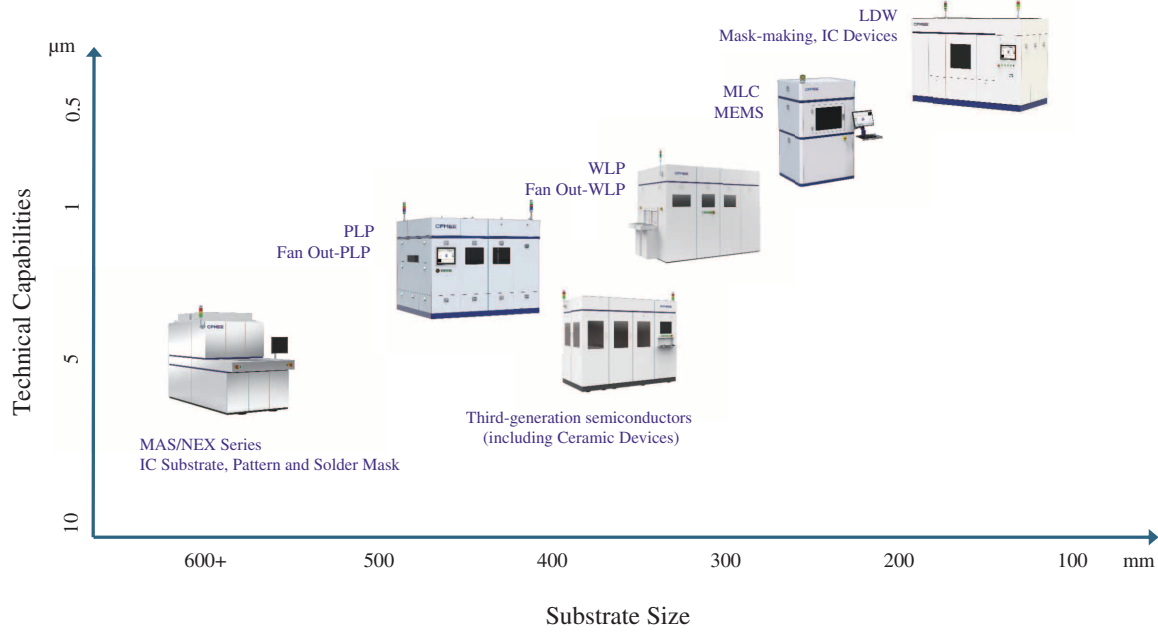 µm
LDW
Mask-making, IC Devices
MLC
MEMS
WLP
Fan Out-WLP
PLP
Fan Out-PLP
Third-generation semiconductors
(including Ceramic Devices)
MAS/NEX Series
IC Substrate, Pattern and Solder Mask
Technical Capabilities
0.5
1
5
10
600+
500
400
300
200
100
mm
Substrate Size